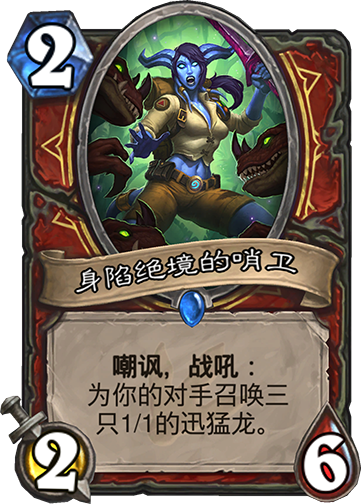 2
身陷绝境的哨卫
嘲讽，战吼：
为你的对手召唤三
只1/1的迅猛龙。
2
6